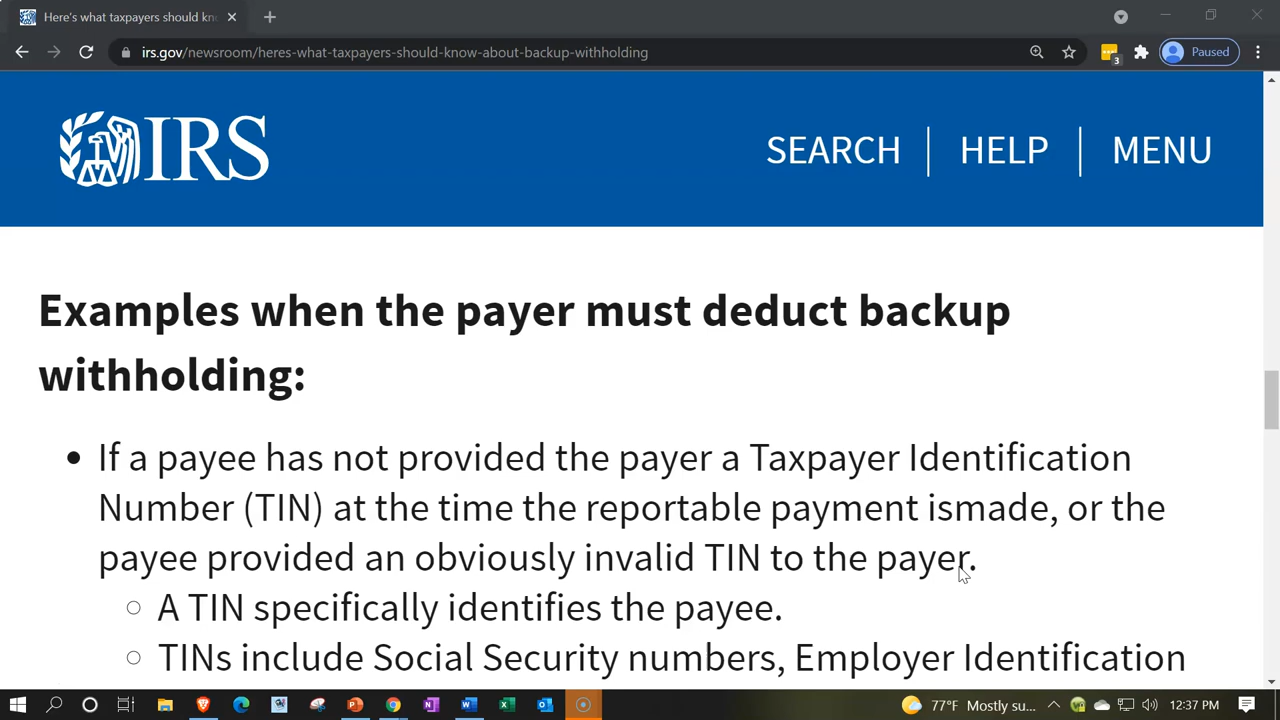 Here's what taxpayers should kn
irs.gov/newsroom/heres-what-taxpayers-should-know-about-backup-withholding
3
Paused
IRS
SEARCH
HELP
MENU
Examples when the payer must deduct backup
withholding:
If a payee has not provided the payer a Taxpayer Identification
Number (TIN) at the time the reportable payment ismade, or the
payee provided an obviously invalid TIN to the payer.
A TIN specifically identifies the payee.
TINs include Social Security numbers, Employer Identification
77°F Mostly su...
12:37 PM